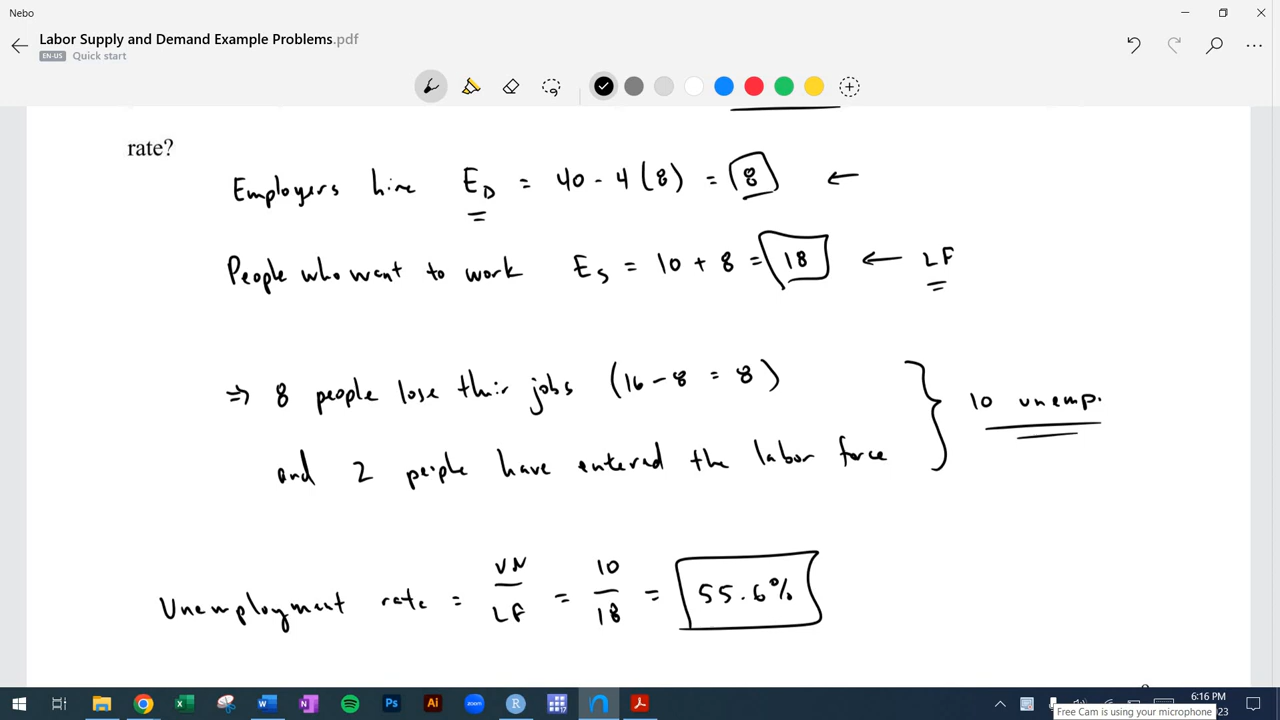 Nebo
Labor Supply and Demand Example Problems.pdf
EN-US Quick start
rate?
Employers hire E_D = 40 - 4(8) = 8 ←
People who want to work E_S = 10 + 8 = 18 ← LF
⇒ 8 people lose their jobs (16 - 8 = 8)
and 2 people have entered the labor force
10 unemp.
Unemployment rate = UN/LF = 10/18 = 55.6%
6:16 PM
Free Cam is using your microphone
23